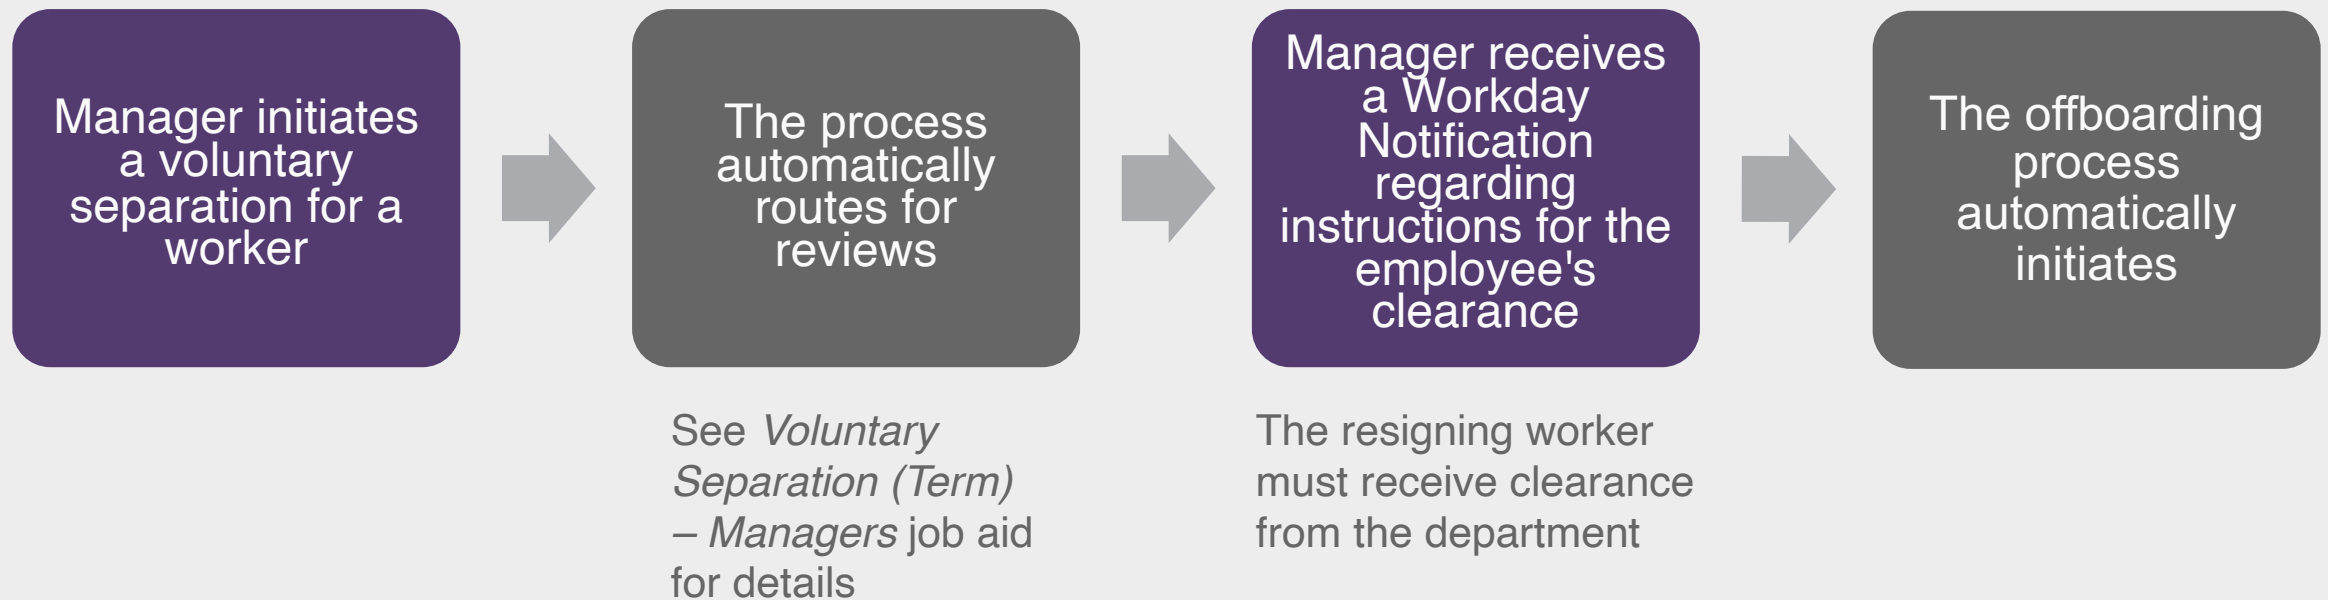 Manager initiates
a voluntary
separation for a
worker
The process
automatically
routes for
reviews
Manager receives
a Workday
Notification
regarding
instructions for the
employee's
clearance
The offboarding
process
automatically
initiates
See Voluntary
Separation (Term)
– Managers job aid
for details
The resigning worker
must receive clearance
from the department